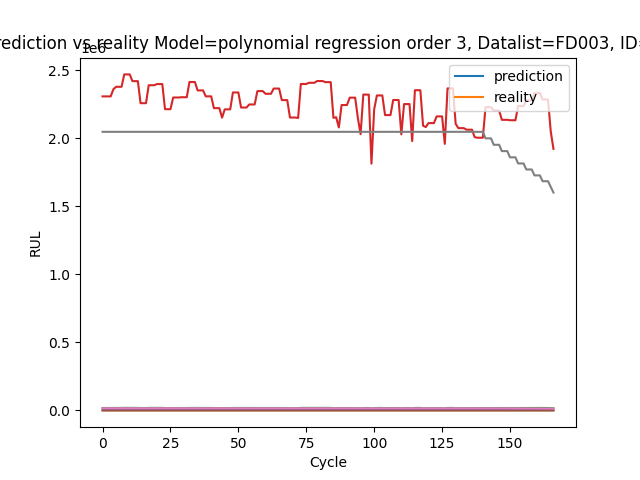 rediction vs reality Model=polynomial regression order 3, Datalist=FD003, ID=
1e6
prediction
reality
2.5
2.0
1.5
1.0
0.5
0.0
RUL
0 25 50 75 100 125 150
Cycle